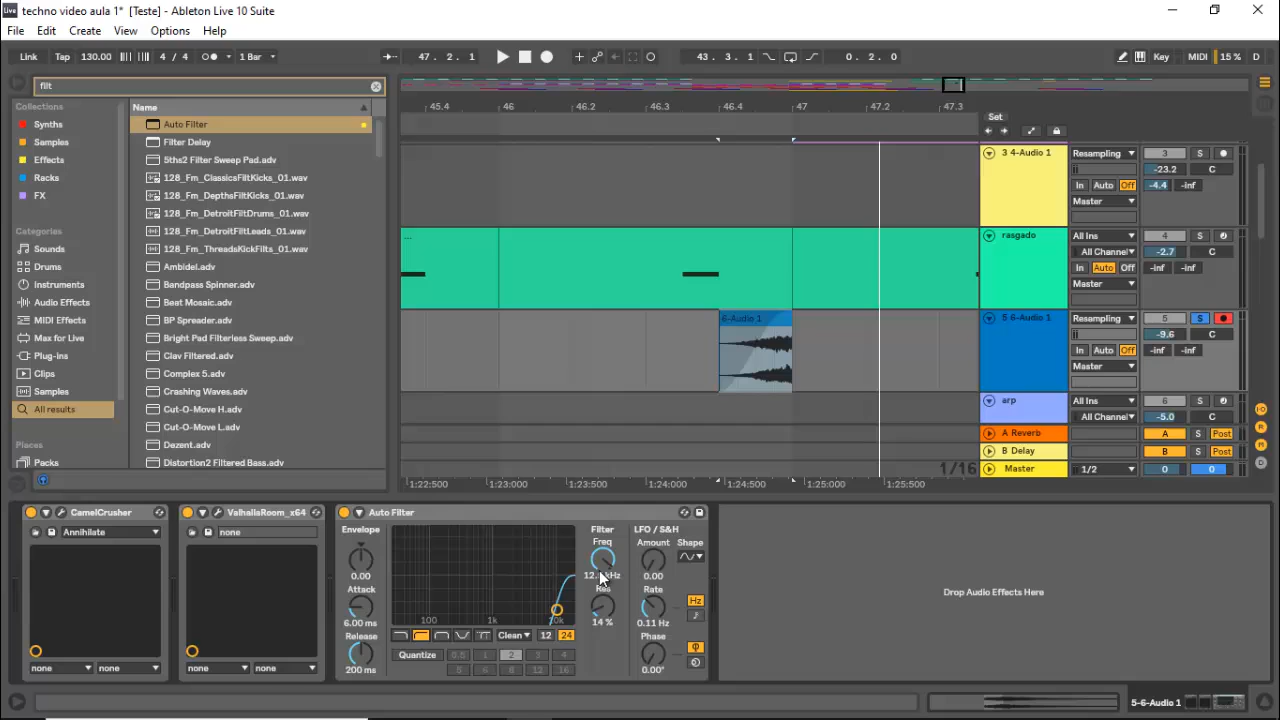 techno video aula 1* [Teste] - Ableton Live 10 Suite
File Edit Create View Options Help
Link Tap 130.00 4 / 4 1 Bar 47. 2. 1 43. 3. 1 0. 2. 0 Key MIDI 15 % D
filt
Collections
Synths
Samples
Effects
Racks
FX
Categories
Sounds
Drums
Instruments
Audio Effects
MIDI Effects
Max for Live
Plug-Ins
Clips
Samples
All results
Places
Packs
Name
Auto Filter
Filter Delay
5ths2 Filter Sweep Pad.adv
128_Fm_ClassicsFiltKicks_01.wav
128_Fm_DepthsFiltKicks_01.wav
128_Fm_DetroitFiltDrums_01.wav
128_Fm_DetroitFiltLeads_01.wav
128_Fm_ThreadsKickFilts_01.wav
Ambidel.adv
Bandpass Spinner.adv
Beat Mosaic.adv
BP Spreader.adv
Bright Pad Filterless Sweep.adv
Clav Filtered.adv
Complex 5.adv
Crashing Waves.adv
Cut-O-Move H.adv
Cut-O-Move L.adv
Dezent.adv
Distortion2 Filtered Bass.adv
45.4 46 46.2 46.3 46.4 47 47.2 47.3
Set
3 4-Audio 1 Resampling 3 S
-23.2 C
In Auto Off -4.4 -inf
Master
...
rasgado All Ins 4 S
All Channel -2.7 C
In Auto Off -inf -inf
Master
6-Audio 1
5 6-Audio 1 Resampling 5 S
-9.6 C
In Auto Off -inf -inf
Master
arp All Ins 6 S
All Channel -5.0 C
A Reverb A S Post
B Delay B S Post
1/16 Master 1/2 0 0
1:22:500 1:23:000 1:23:500 1:24:000 1:24:500 1:25:000 1:25:500
CamelCrusher
Annihilate
none none
ValhallaRoom_x64
none
none none
Auto Filter
Envelope
0.00
Attack
6.00 ms
Release
200 ms
100 1k 10k
Clean 12 24
Quantize 0.5 1 2 3 4
5 6 8 12 16
Filter
Freq
Res
14 %
LFO / S&H
Amount Shape
0.00
Rate Hz
0.11 Hz
Phase
0.00°
Drop Audio Effects Here
5-6-Audio 1